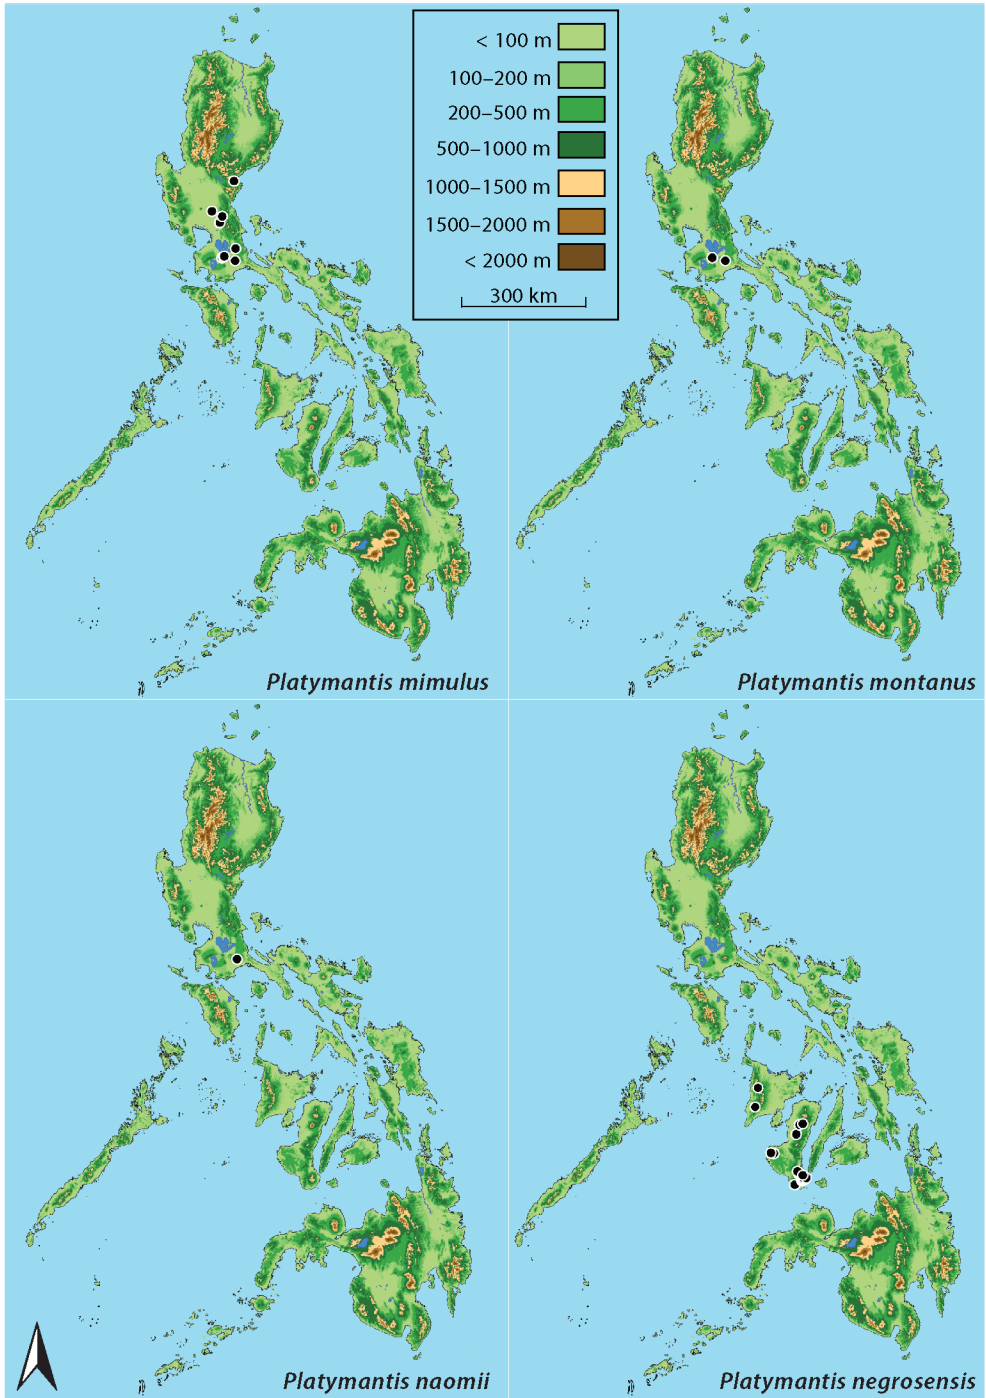 < 100 m
100–200 m
200–500 m
500–1000 m
1000–1500 m
1500–2000 m
< 2000 m
300 km
Platymantis mimulus
Platymantis montanus
Platymantis naomii
Platymantis negrosensis